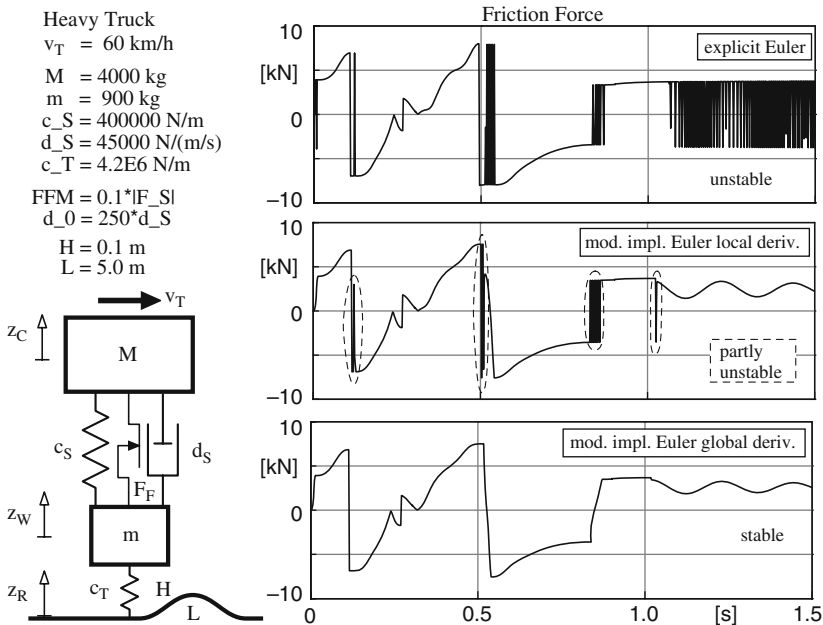 Heavy Truck
v_T = 60 km/h
M = 4000 kg
m = 900 kg
c_S = 400000 N/m
d_S = 45000 N/(m/s)
c_T = 4.2E6 N/m
FFM = 0.1*|F_S|
d_0 = 250*d_S
H = 0.1 m
L = 5.0 m
v_T
z_C
M
c_S
d_S
F_F
z_W
m
z_R
c_T
H
L
Friction Force
10
[kN]
0
−10
explicit Euler
unstable
10
[kN]
0
−10
mod. impl. Euler local deriv.
partly
unstable
10
[kN]
0
−10
mod. impl. Euler global deriv.
stable
0 0.5 1.0 [s] 1.5